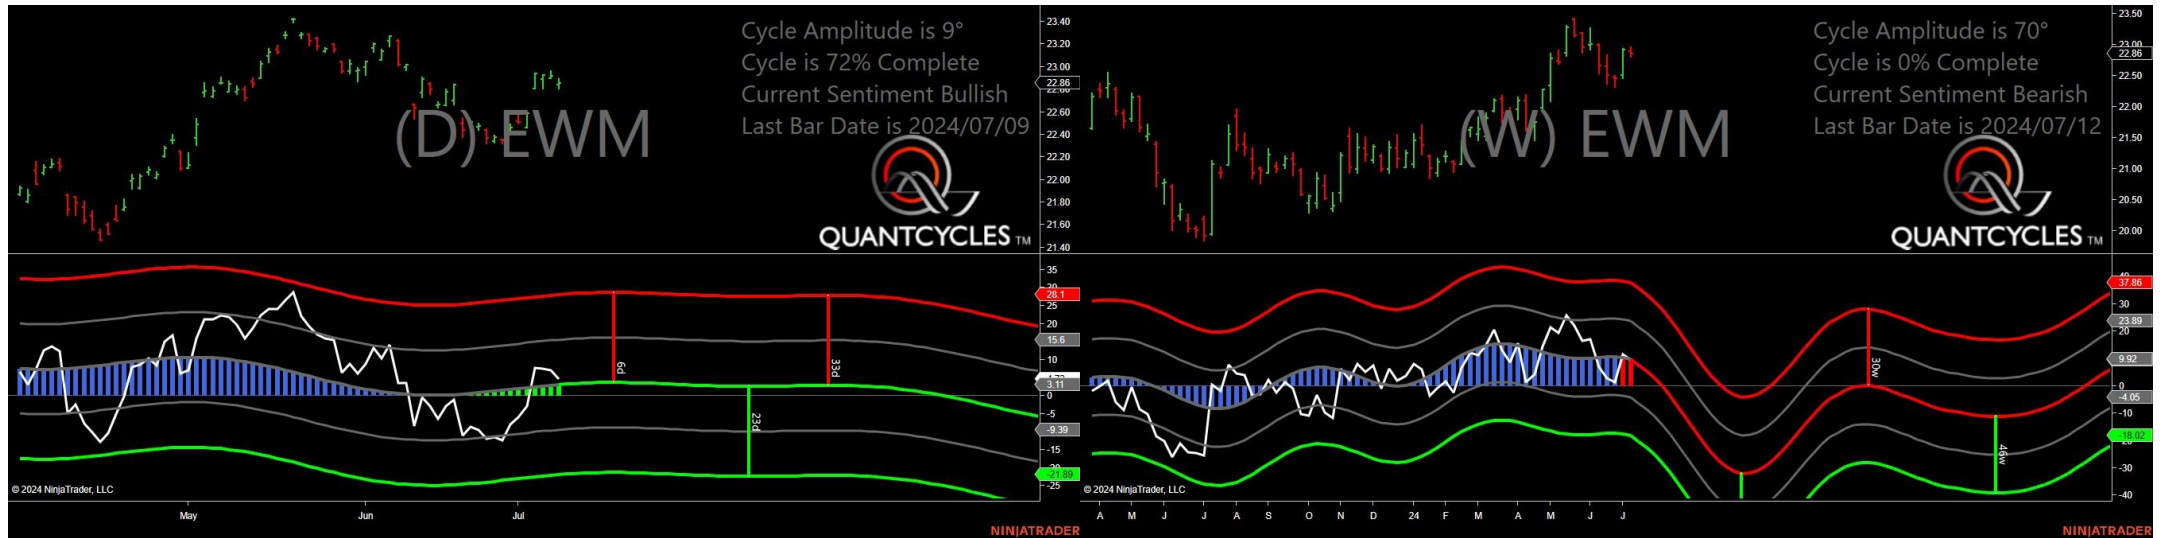 Cycle Amplitude is 9°
Cycle is 72% Complete
Current Sentiment Bullish
Last Bar Date is 2024/07/09
(D) EWM
QUANTCYCLES TM
23.40
23.20
23.00
22.86
22.60
22.40
22.20
22.00
21.80
21.60
21.40
35
28.1
25
20
15.6
10
3.11
0
-5
-9.39
-15
-21.89
-25
6d
23d
33d
© 2024 NinjaTrader, LLC
May Jun Jul
NINJATRADER
Cycle Amplitude is 70°
Cycle is 0% Complete
Current Sentiment Bearish
Last Bar Date is 2024/07/12
(W) EWM
QUANTCYCLES TM
23.50
23.00
22.86
22.50
22.00
21.50
21.00
20.50
20.00
37.86
30
23.89
20
9.92
0
-4.05
-10
-18.02
-30
-40
30w
46w
© 2024 NinjaTrader, LLC
A M J J A S O N D 24 F M A M J J
NINJATRADER